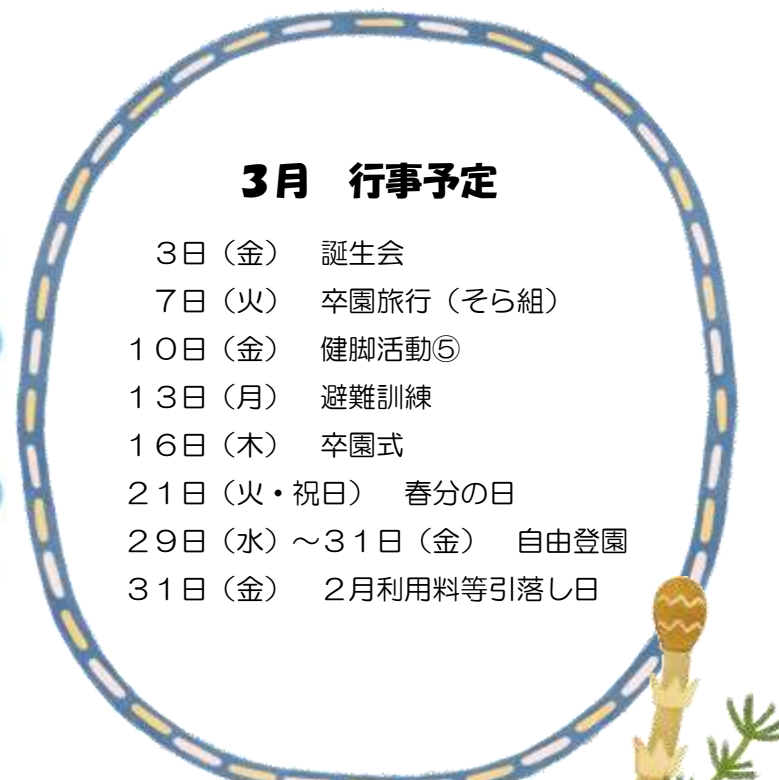 ３月　行事予定
３日（金）　誕生会
７日（火）　卒園旅行（そら組）
１０日（金）　健脚活動⑤
１３日（月）　避難訓練
１６日（木）　卒園式
２１日（火・祝日）　春分の日
２９日（水）～３１日（金）　自由登園
３１日（金）　２月利用料等引落し日